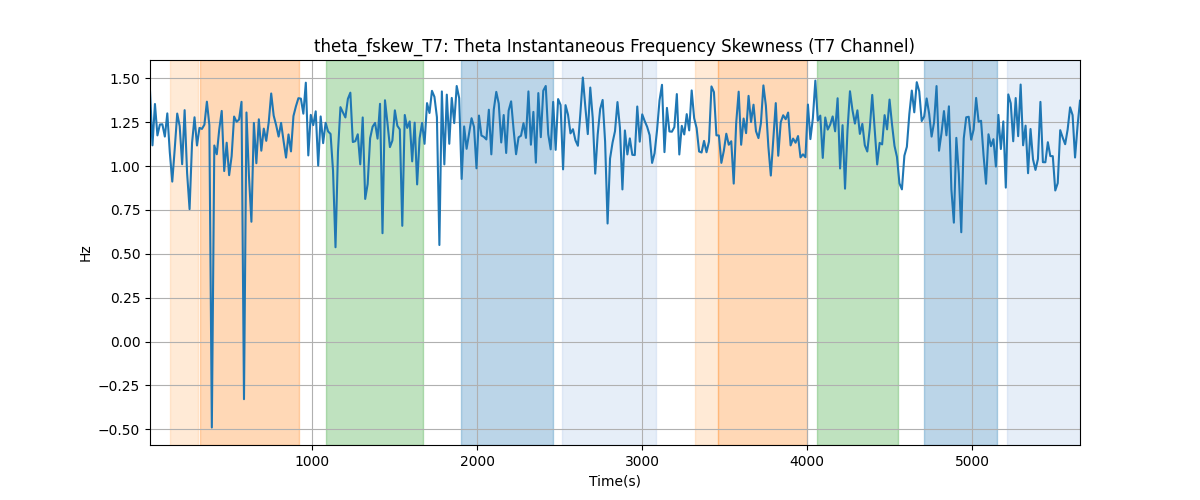 theta_fskew_T7: Theta Instantaneous Frequency Skewness (T7 Channel)
1.50
1.25
1.00
0.75
0.50
0.25
0.00
−0.25
−0.50
Hz
1000 2000 3000 4000 5000
Time(s)